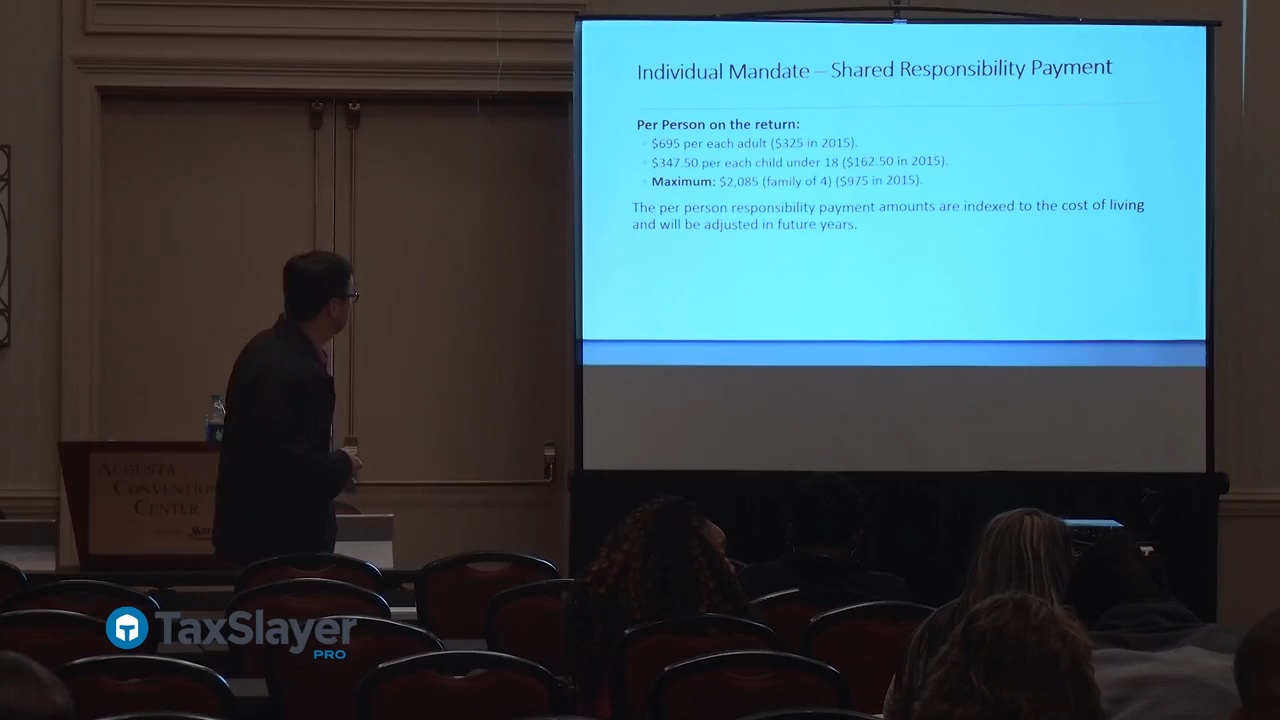 Individual Mandate – Shared Responsibility Payment
Per Person on the return:
$695 per each adult ($325 in 2015).
$347.50 per each child under 18 ($162.50 in 2015).
Maximum: $2,085 (family of 4) ($975 in 2015).
The per person responsibility payment amounts are indexed to the cost of living
and will be adjusted in future years.
AUGUSTA
CONVENTION
CENTER
TaxSlayer
PRO